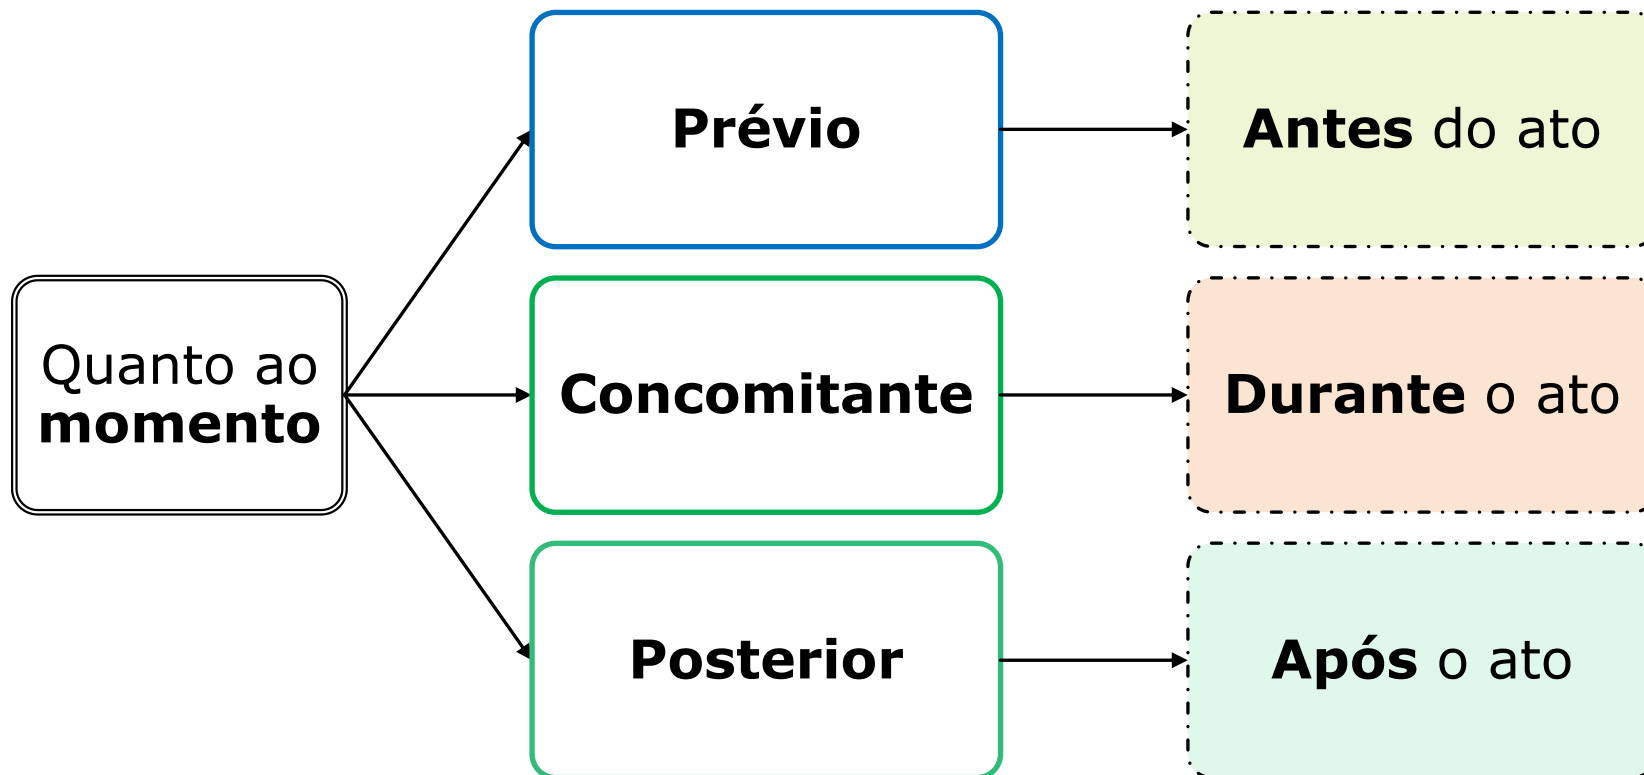 Prévio
Antes do ato
Quanto ao
momento
Concomitante
Durante o ato
Posterior
Após o ato